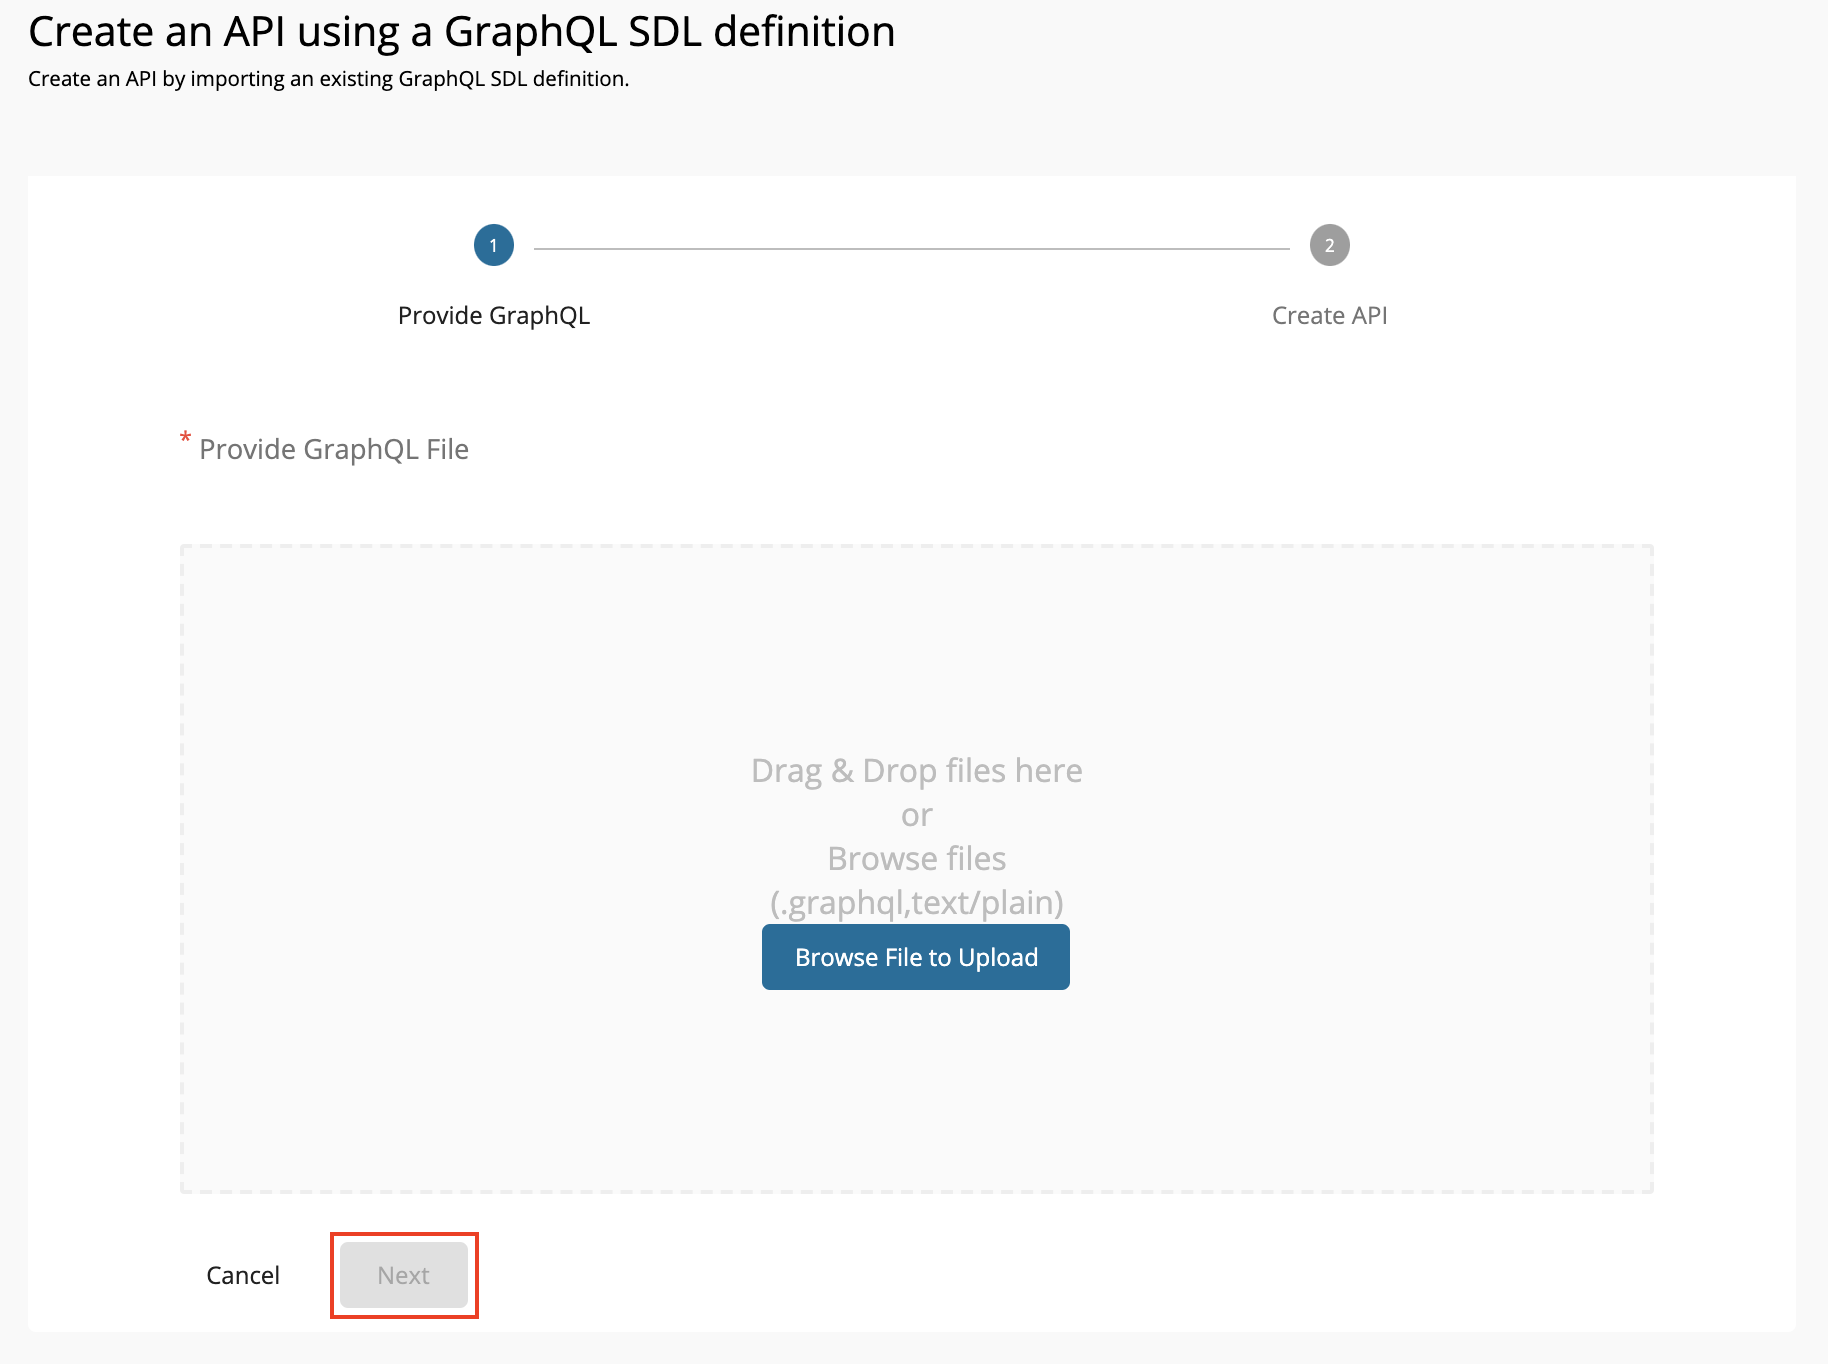 Create an API using a GraphQL SDL definition
Create an API by importing an existing GraphQL SDL definition.
1
2
Provide GraphQL
Create API
* Provide GraphQL File
Drag & Drop files here
or
Browse files
(.graphql,text/plain)
Browse File to Upload
Cancel
Next